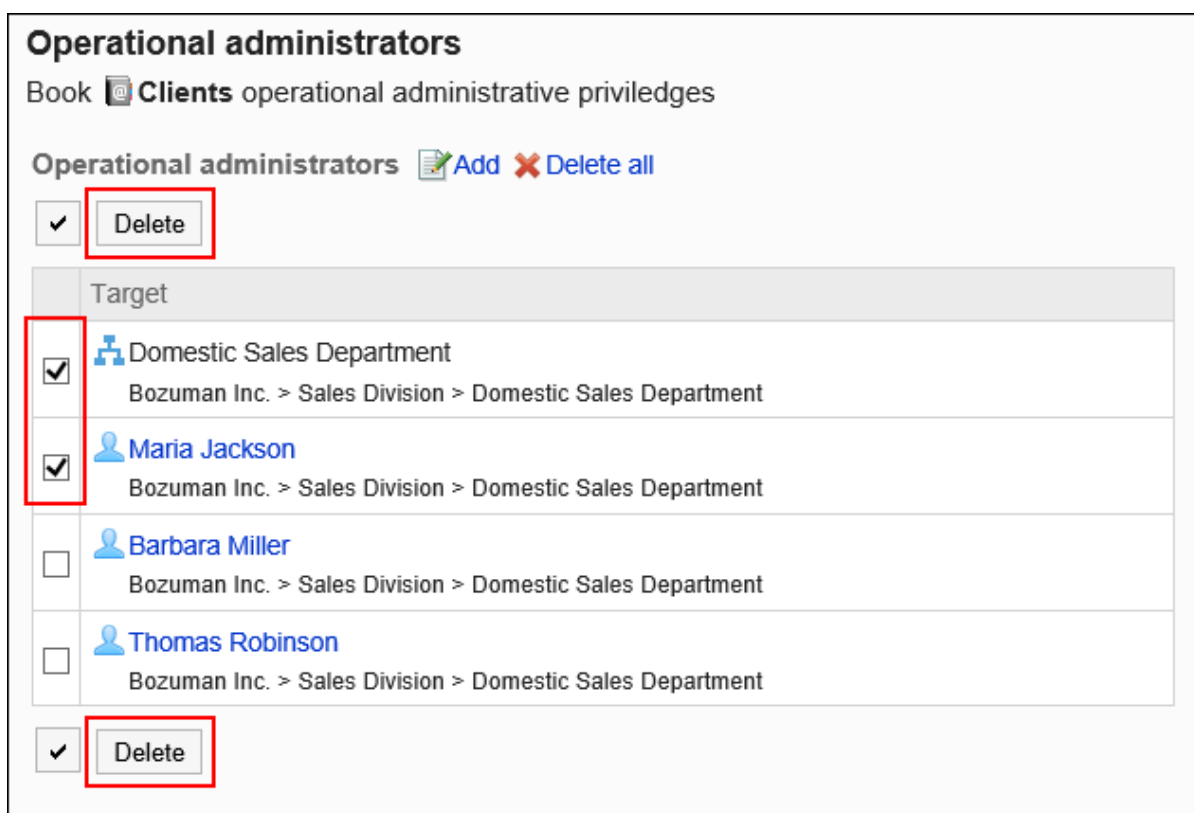 Operational administrators
Book Clients operational administrative priviledges
Operational administrators Add Delete all
Delete
Target
Domestic Sales Department
Bozuman Inc. > Sales Division > Domestic Sales Department
Maria Jackson
Bozuman Inc. > Sales Division > Domestic Sales Department
Barbara Miller
Bozuman Inc. > Sales Division > Domestic Sales Department
Thomas Robinson
Bozuman Inc. > Sales Division > Domestic Sales Department
Delete